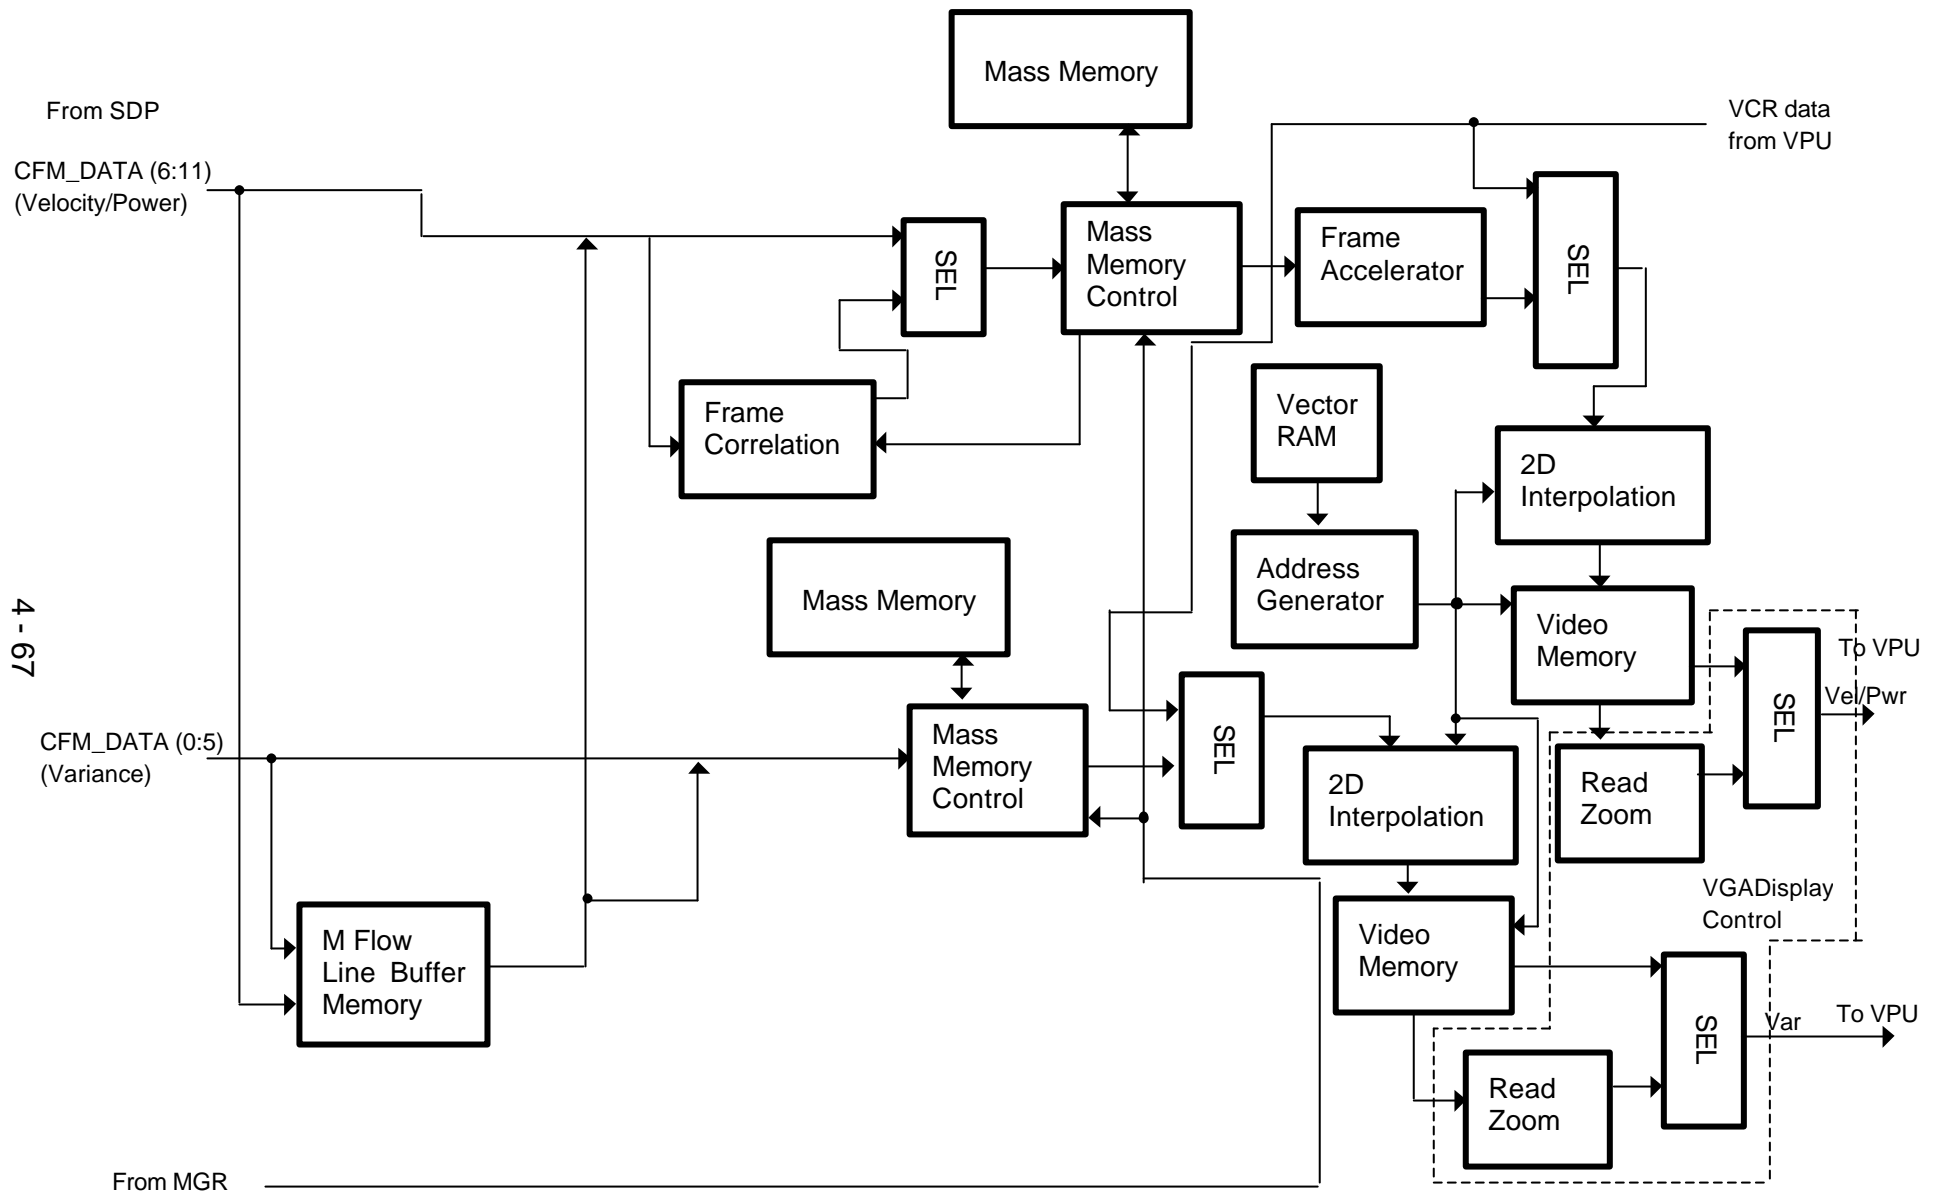 Mass Memory
From SDP
VCR data
from VPU
CFM_DATA (6:11)
(Velocity/Power)
SEL
Mass
Memory
Control
Frame
Accelerator
SEL
Frame
Correlation
Vector
RAM
2D
Interpolation
Mass Memory
Address
Generator
Video
Memory
4 - 67
To VPU
Vel/Pwr
SEL
CFM_DATA (0:5)
(Variance)
Mass
Memory
Control
SEL
2D
Interpolation
Read
Zoom
VGADisplay
Control
M Flow
Line Buffer
Memory
Video
Memory
SEL
Var
To VPU
Read
Zoom
From MGR